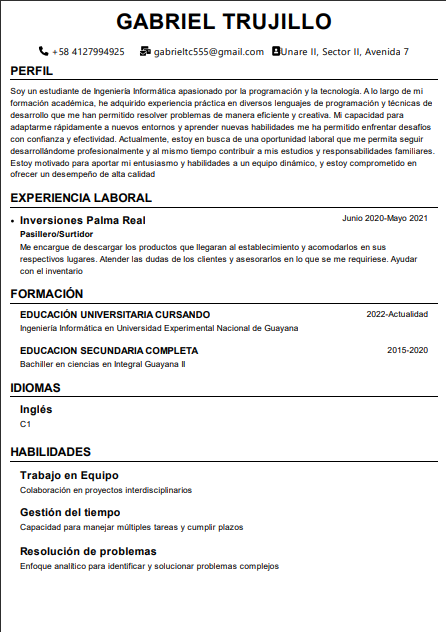 GABRIEL TRUJILLO
+58 4127994925 gabrieltc555@gmail.com Unare II, Sector II, Avenida 7
PERFIL
Soy un estudiante de Ingeniería Informática apasionado por la programación y la tecnología. A lo largo de mi
formación académica, he adquirido experiencia práctica en diversos lenguajes de programación y técnicas de
desarrollo que me han permitido resolver problemas de manera eficiente y creativa. Mi capacidad para
adaptarme rápidamente a nuevos entornos y aprender nuevas habilidades me ha permitido enfrentar desafíos
con confianza y efectividad. Actualmente, estoy en busca de una oportunidad laboral que me permita seguir
desarrollándome profesionalmente y al mismo tiempo contribuir a mis estudios y responsabilidades familiares.
Estoy motivado para aportar mi entusiasmo y habilidades a un equipo dinámico, y estoy comprometido en
ofrecer un desempeño de alta calidad
EXPERIENCIA LABORAL
• Inversiones Palma Real Junio 2020-Mayo 2021
Pasillero/Surtidor
Me encargue de descargar los productos que llegaran al establecimiento y acomodarlos en sus
respectivos lugares. Atender las dudas de los clientes y asesorarlos en lo que se me requiriese. Ayudar
con el inventario
FORMACIÓN
EDUCACIÓN UNIVERSITARIA CURSANDO 2022-Actualidad
Ingeniería Informática en Universidad Experimental Nacional de Guayana
EDUCACION SECUNDARIA COMPLETA 2015-2020
Bachiller en ciencias en Integral Guayana II
IDIOMAS
Inglés
C1
HABILIDADES
Trabajo en Equipo
Colaboración en proyectos interdisciplinarios
Gestión del tiempo
Capacidad para manejar múltiples tareas y cumplir plazos
Resolución de problemas
Enfoque analítico para identificar y solucionar problemas complejos